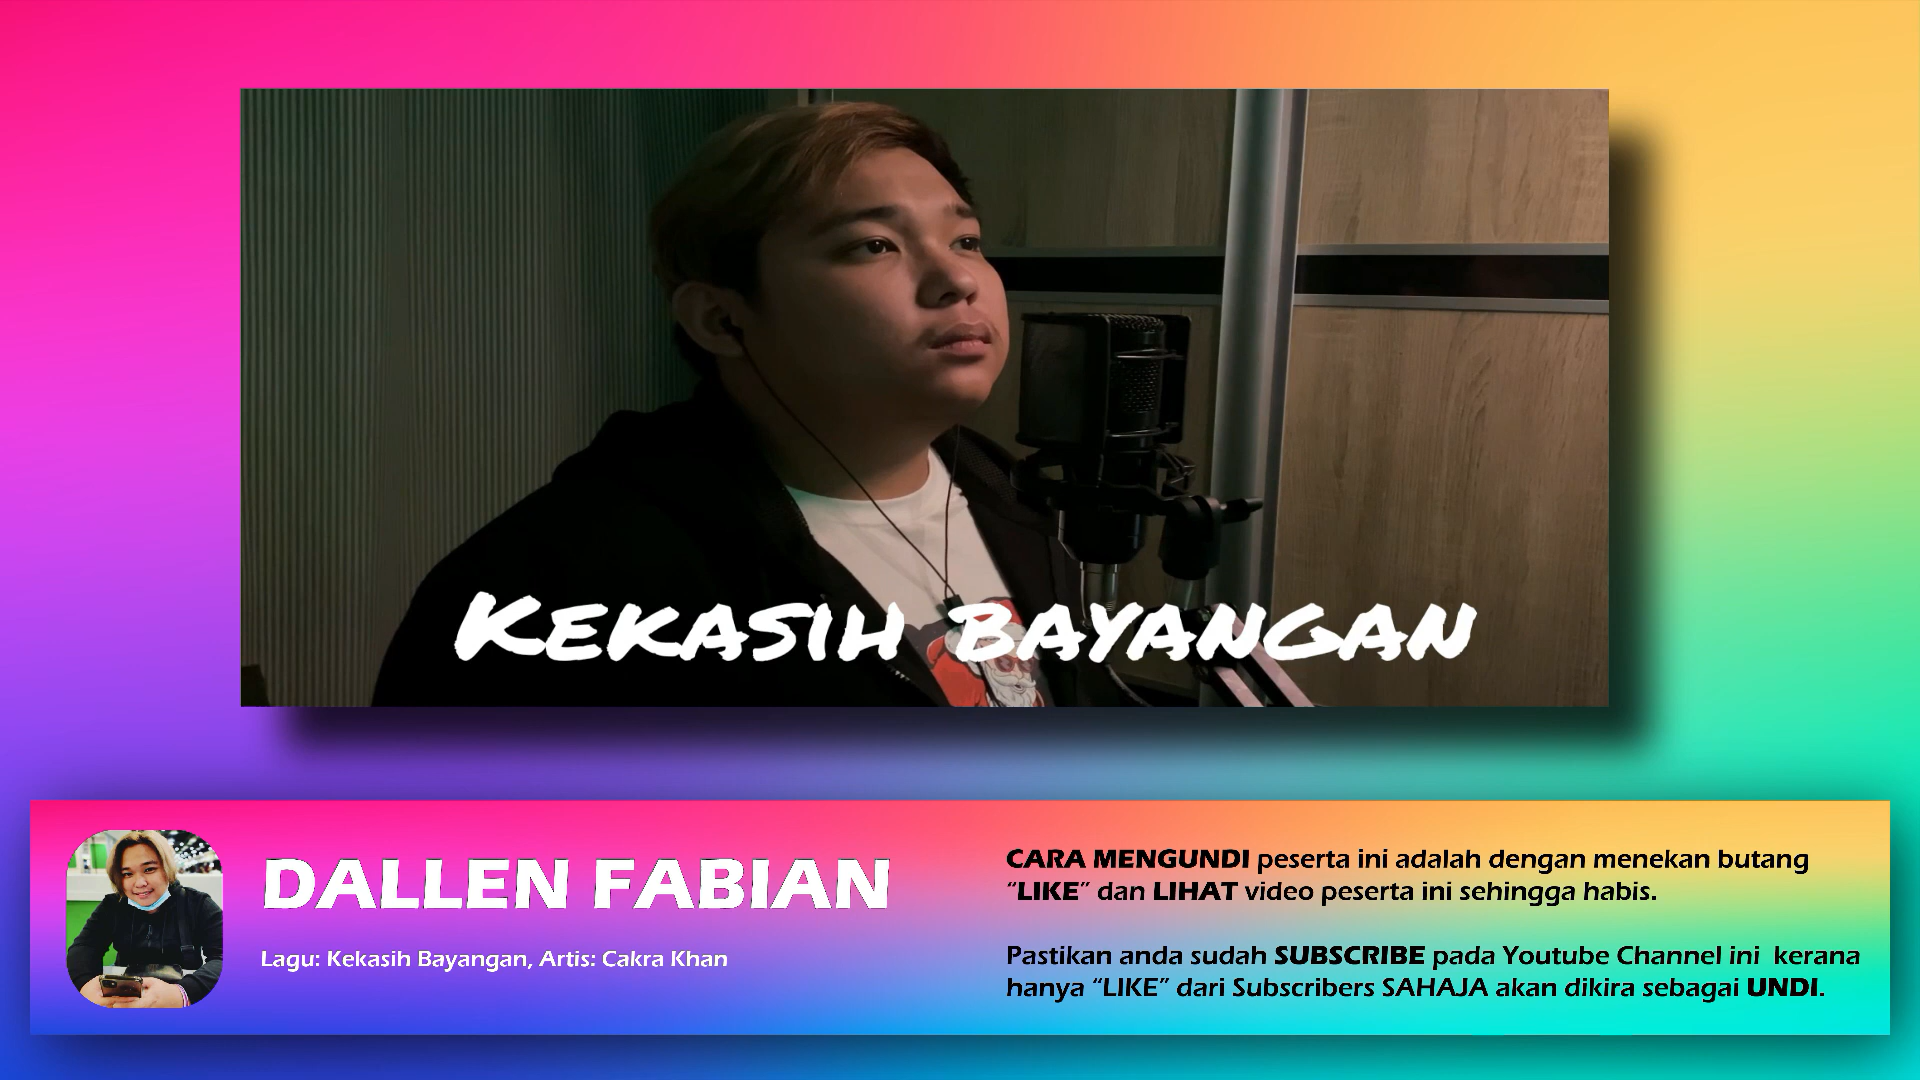 KEKASIH BAYANGAN
DALLEN FABIAN
Lagu: Kekasih Bayangan, Artis: Cakra Khan
CARA MENGUNDI peserta ini adalah dengan menekan butang
“LIKE” dan LIHAT video peserta ini sehingga habis.
Pastikan anda sudah SUBSCRIBE pada Youtube Channel ini kerana
hanya “LIKE” dari Subscribers SAHAJA akan dikira sebagai UNDI.